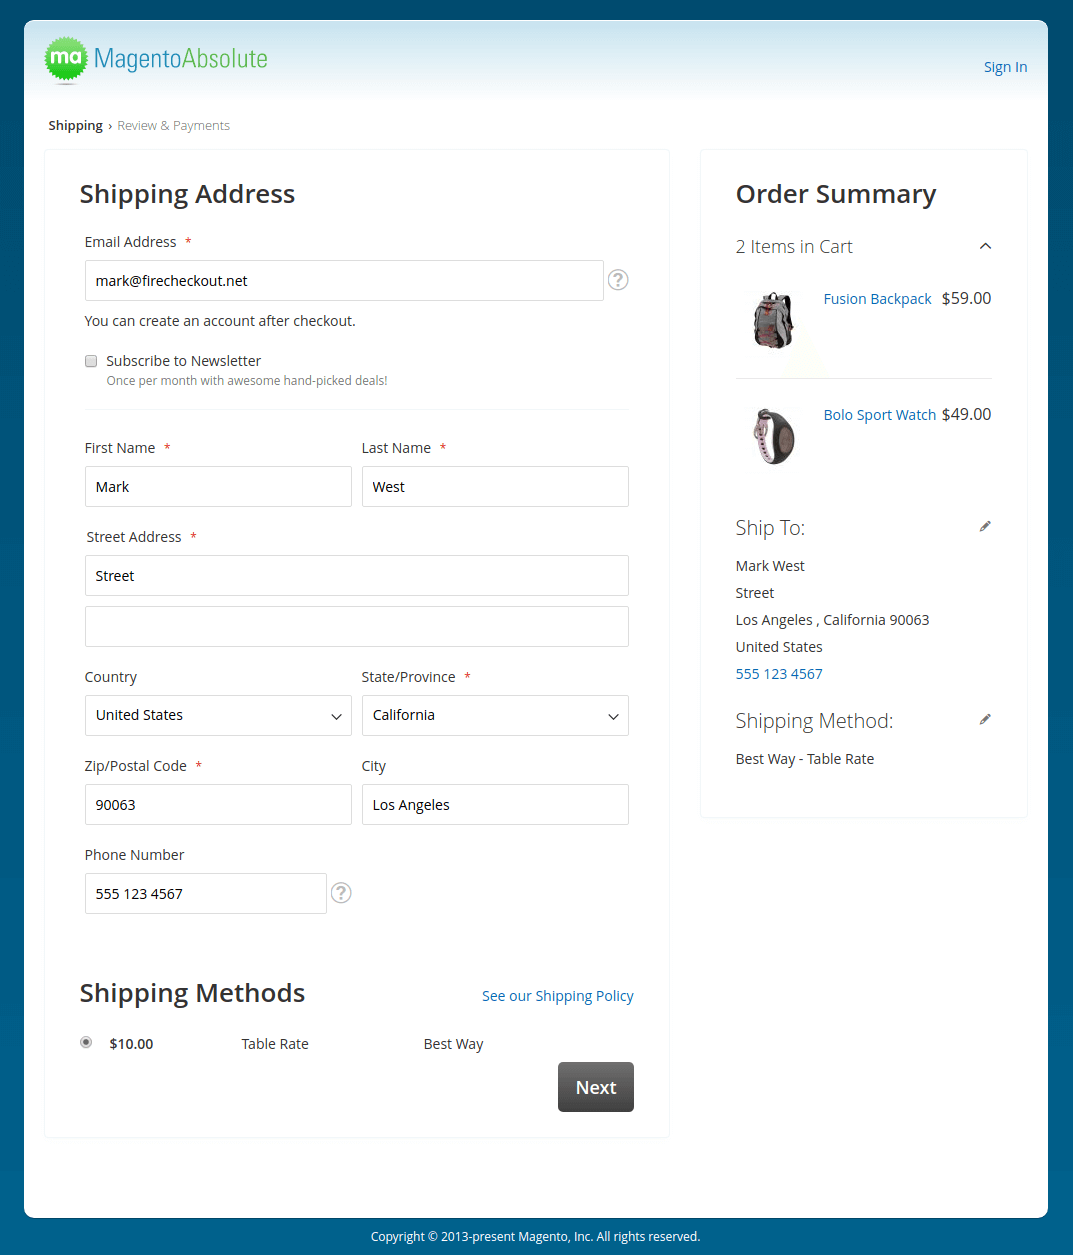 ma MagentoAbsolute
Sign In
Shipping › Review & Payments
Shipping Address
Email Address *
mark@firecheckout.net
?
You can create an account after checkout.
Subscribe to Newsletter
Once per month with awesome hand-picked deals!
First Name * Last Name *
Mark West
Street Address *
Street
Country State/Province *
United States California
Zip/Postal Code * City
90063 Los Angeles
Phone Number
555 123 4567
?
Shipping Methods See our Shipping Policy
$10.00 Table Rate Best Way
Next
Order Summary
2 Items in Cart
Fusion Backpack $59.00
Bolo Sport Watch $49.00
Ship To:
Mark West
Street
Los Angeles , California 90063
United States
555 123 4567
Shipping Method:
Best Way - Table Rate
Copyright © 2013-present Magento, Inc. All rights reserved.